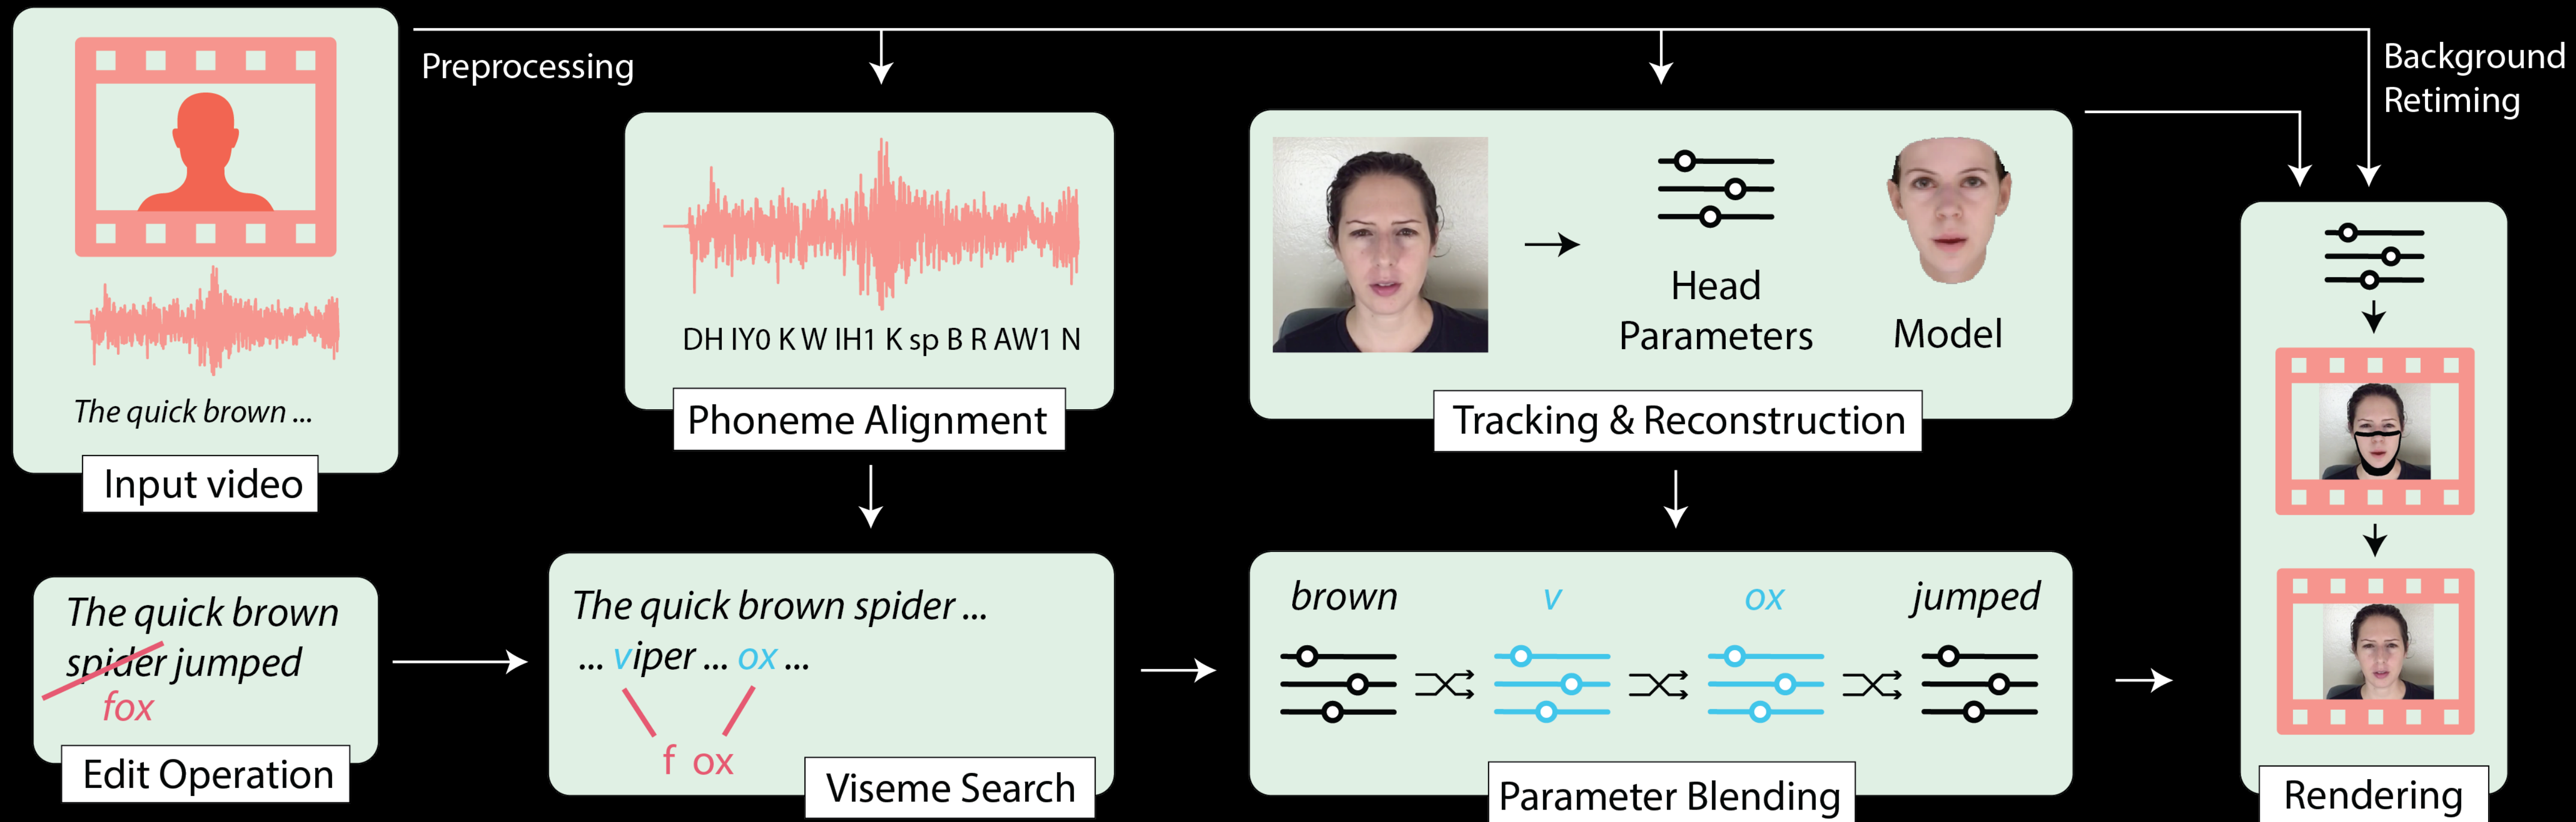 The quick brown ...
Input video
Preprocessing
DH IY0 K W IH1 K sp B R AW1 N
Phoneme Alignment
Head
Parameters
Model
Tracking & Reconstruction
Background
Retiming
The quick brown
spider jumped
fox
Edit Operation
The quick brown spider ...
... viper ... ox ...
f ox
Viseme Search
brown v ox jumped
Parameter Blending
Rendering